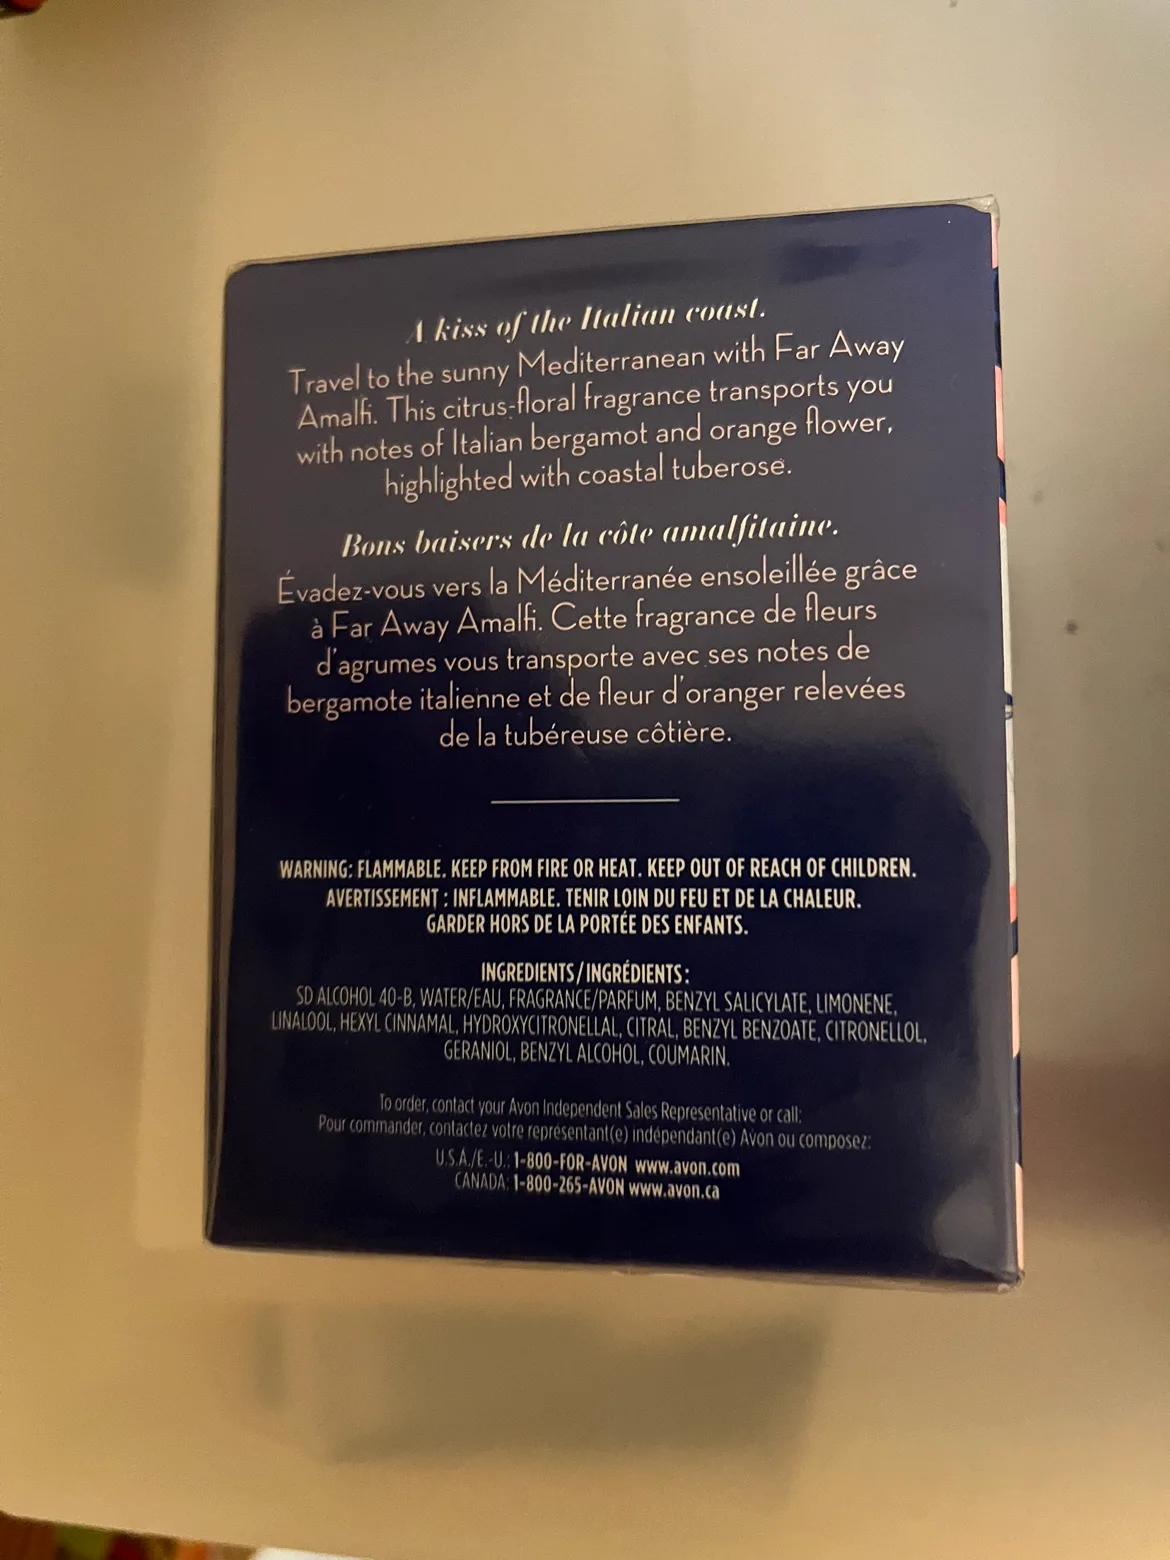 A kiss of the Italian coast.
Travel to the sunny Mediterranean with Far Away
Amalfi. This citrus-floral fragrance transports you
with notes of Italian bergamot and orange flower,
highlighted with coastal tuberose.
Bons baisers de la côte amalfitaine.
Évadez-vous vers la Méditerranée ensoleillée grâce
à Far Away Amalfi. Cette fragrance de fleurs
d'agrumes vous transporte avec ses notes de
bergamote italienne et de fleur d'oranger relevées
de la tubéreuse côtière.
WARNING: FLAMMABLE. KEEP FROM FIRE OR HEAT. KEEP OUT OF REACH OF CHILDREN.
AVERTISSEMENT : INFLAMMABLE. TENIR LOIN DU FEU ET DE LA CHALEUR.
GARDER HORS DE LA PORTÉE DES ENFANTS.
INGREDIENTS/INGRÉDIENTS:
SD ALCOHOL 40-B, WATER/EAU, FRAGRANCE/PARFUM, BENZYL SALICYLATE, LIMONENE,
LINALOOL, HEXYL CINNAMAL, HYDROXYCITRONELLAL, CITRAL, BENZYL BENZOATE, CITRONELLOL,
GERANIOL, BENZYL ALCOHOL, COUMARIN.
To order, contact your Avon Independent Sales Representative or call:
Pour commander, contactez votre représentant(e) indépendant(e) Avon ou composez:
U.S.A./E.-U.: 1-800-FOR-AVON www.avon.com
CANADA: 1-800-265-AVON www.avon.ca